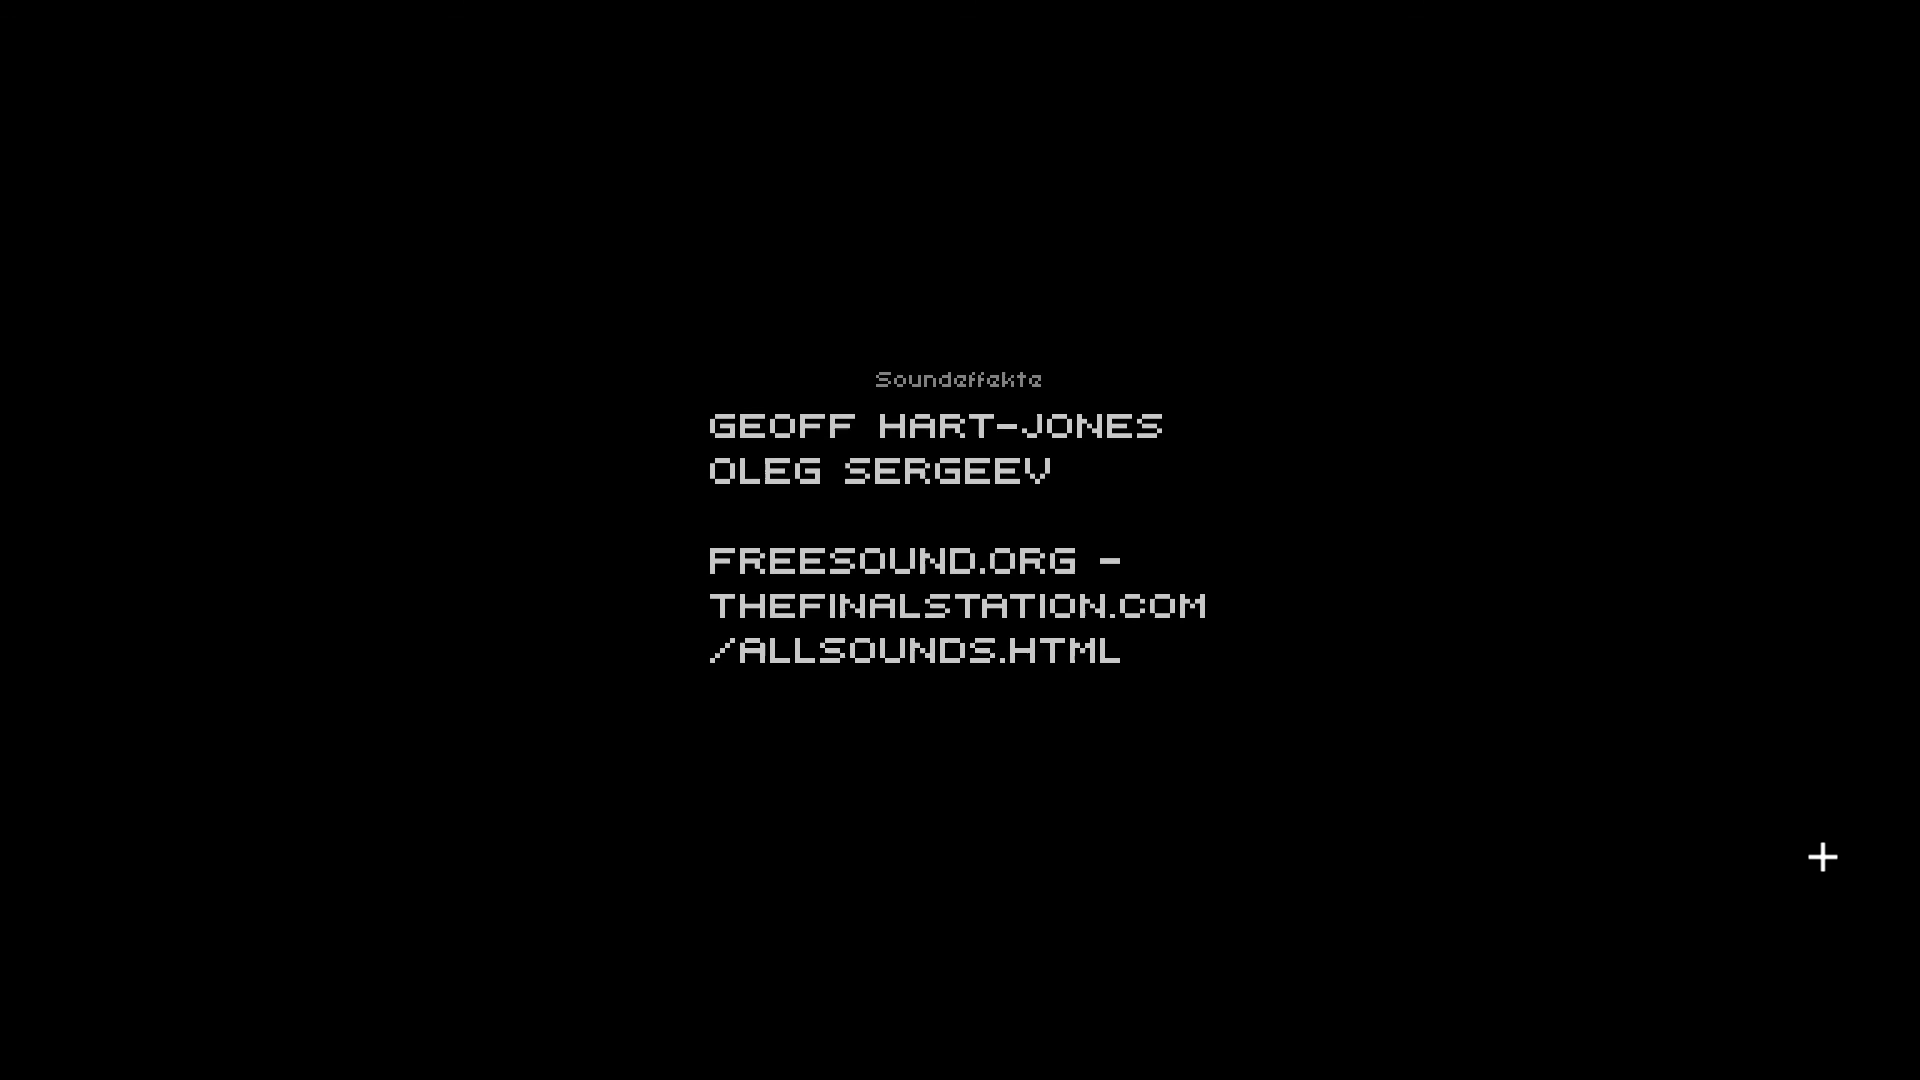 Soundeffekte
GEOFF HART-JONES
OLEG SERGEEV
FREESOUND.ORG -
THEFINALSTATION.COM
/ALLSOUNDS.HTML